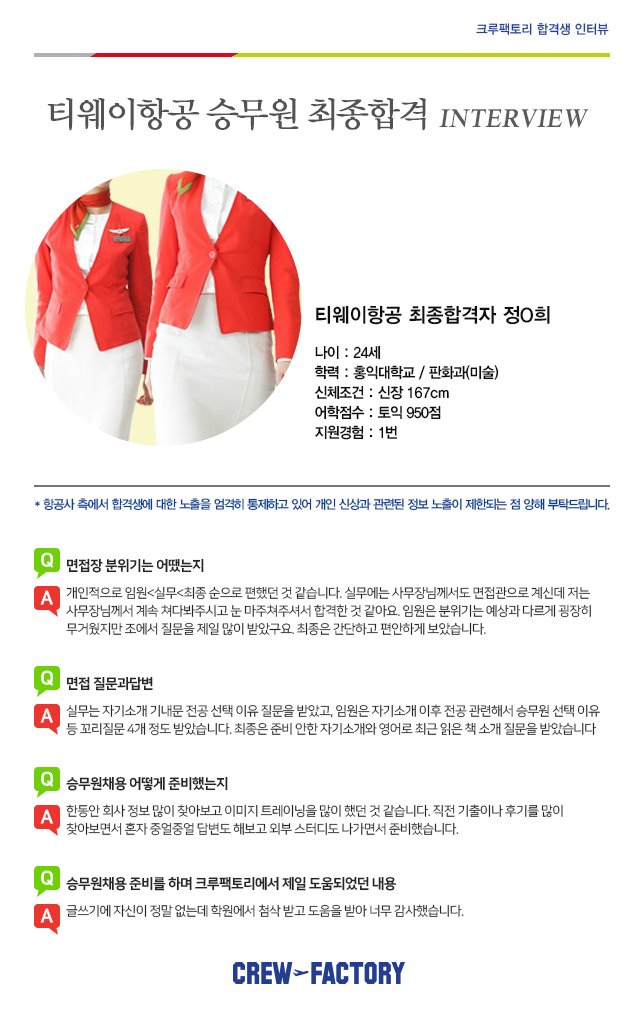 크루팩토리 합격생 인터뷰
티웨이항공 승무원 최종합격 INTERVIEW
티웨이항공 최종합격자 정O희
나이 : 24세
학력 : 홍익대학교 / 판화과(미술)
신체조건 : 신장 167cm
어학점수 : 토익 950점
지원경험 : 1번
* 항공사 측에서 합격생에 대한 노출을 엄격히 통제하고 있어 개인 신상과 관련된 정보 노출이 제한되는 점 양해 부탁드립니다.
Q 면접장 분위기는 어땠는지
A 개인적으로 임원<실무<최종 순으로 편했던 것 같습니다. 실무에는 사무장님께서도 면접관으로 계신데 저는
사무장님께서 계속 쳐다봐주시고 눈 마주쳐주셔서 합격한 것 같아요. 임원은 분위기는 예상과 다르게 굉장히
무거웠지만 조에서 질문을 제일 많이 받았구요. 최종은 간단하고 편안하게 보았습니다.
Q 면접 질문과답변
A 실무는 자기소개 기내문 전공 선택 이유 질문을 받았고, 임원은 자기소개 이후 전공 관련해서 승무원 선택 이유
등 꼬리질문 4개 정도 받았습니다. 최종은 준비 안한 자기소개와 영어로 최근 읽은 책 소개 질문을 받았습니다
Q 승무원채용 어떻게 준비했는지
A 한동안 회사 정보 많이 찾아보고 이미지 트레이닝을 많이 했던 것 같습니다. 직전 기출이나 후기를 많이
찾아보면서 혼자 중얼중얼 답변도 해보고 외부 스터디도 나가면서 준비했습니다.
Q 승무원채용 준비를 하며 크루팩토리에서 제일 도움되었던 내용
A 글쓰기에 자신이 정말 없는데 학원에서 첨삭 받고 도움을 받아 너무 감사했습니다.
CREW FACTORY